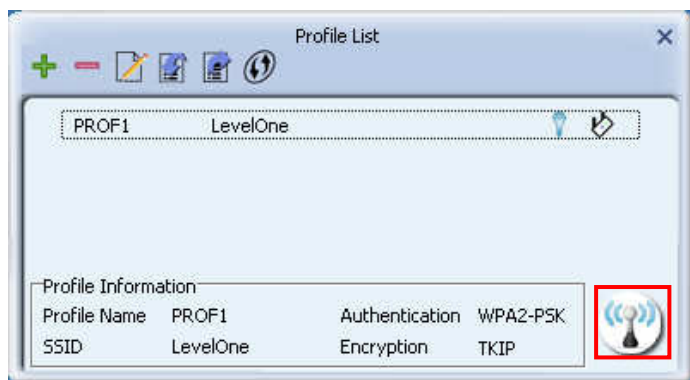 Profile List
PROF1 LevelOne
Profile Information
Profile Name PROF1 Authentication WPA2-PSK
SSID LevelOne Encryption TKIP